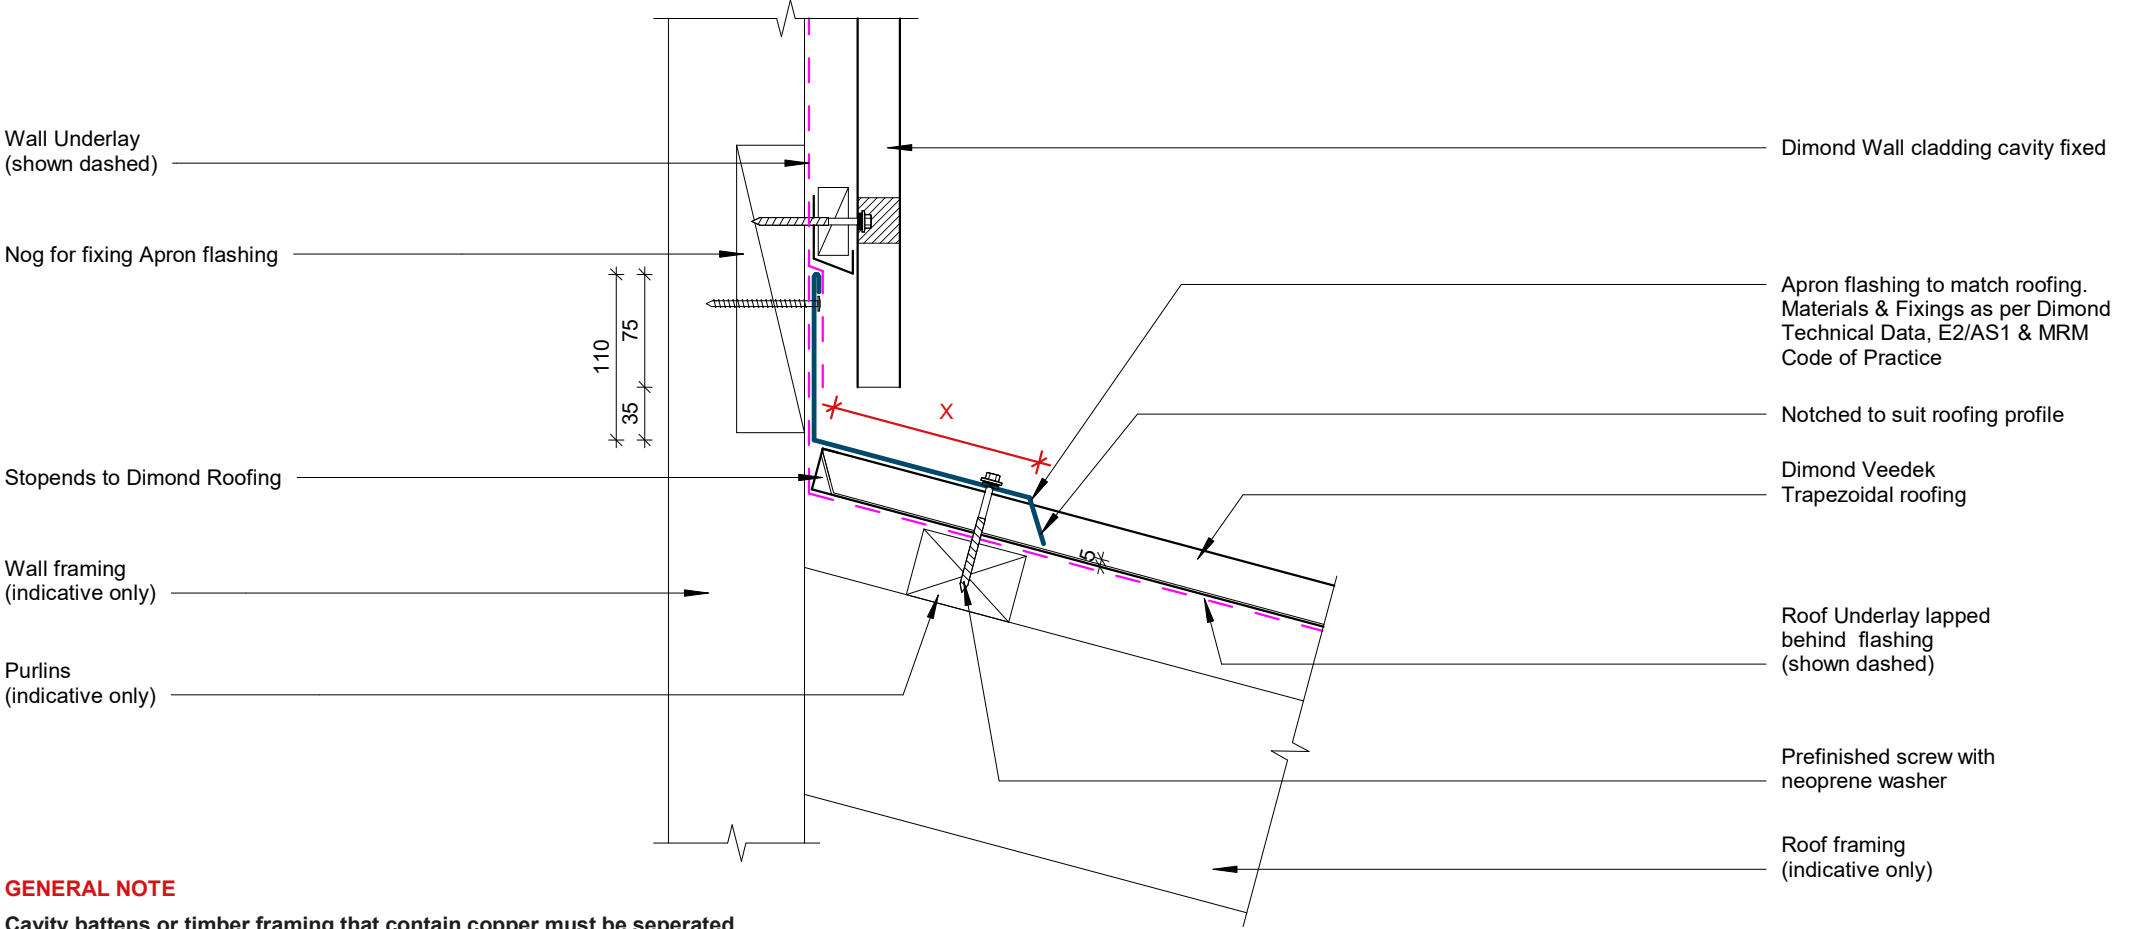 Wall Underlay
(shown dashed)
Nog for fixing Apron flashing
110
75
35
Stopends to Dimond Roofing
Wall framing
(indicative only)
Purlins
(indicative only)
X
5
Dimond Wall cladding cavity fixed
Apron flashing to match roofing.
Materials & Fixings as per Dimond
Technical Data, E2/AS1 & MRM
Code of Practice
Notched to suit roofing profile
Dimond Veedek
Trapezoidal roofing
Roof Underlay lapped
behind flashing
(shown dashed)
Prefinished screw with
neoprene washer
Roof framing
(indicative only)
GENERAL NOTE
Cavity battens or timber framing that contain copper must be seperated